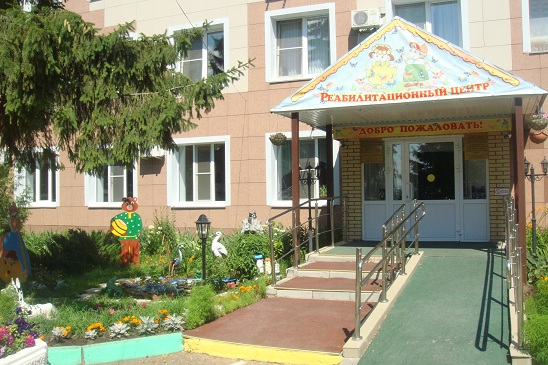 Реабилитационный центр
Добро пожаловать!